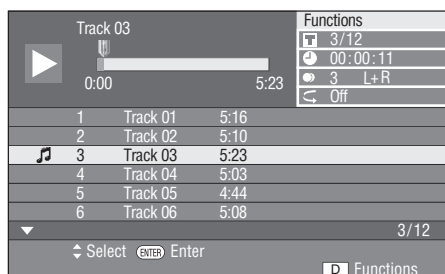 Track 03
0:00 5:23
Functions
T 3/12
00:00:11
3 L+R
Off
1 Track 01 5:16
2 Track 02 5:10
3 Track 03 5:23
4 Track 04 5:03
5 Track 05 4:44
6 Track 06 5:08
3/12
Select ENTER Enter
D Functions